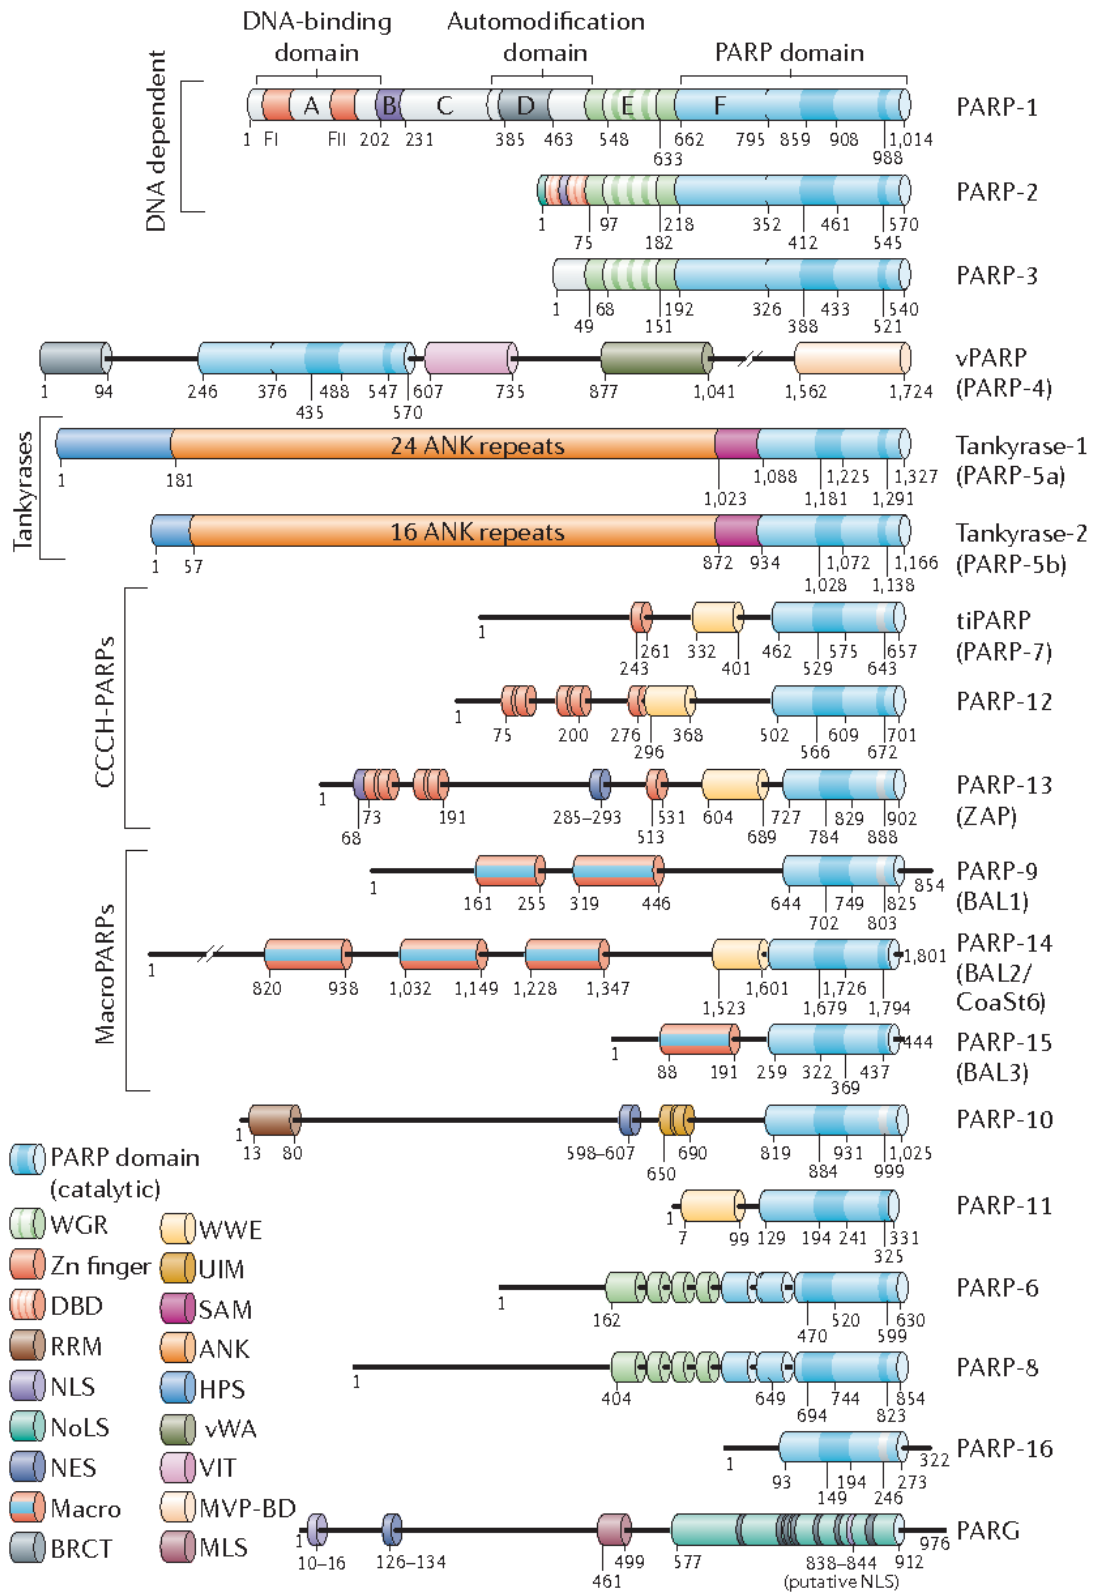 DNA-binding domain
Automodification domain
PARP domain
DNA dependent
A B C D E F
PARP-1
1 FI FII 202 231 385 463 548 633 662 795 859 908 988 1,014
PARP-2
1 75 97 182 218 352 412 461 545 570
PARP-3
1 49 68 151 192 326 388 433 521 540
vPARP
(PARP-4)
1 94 246 376 435 488 547 570 607 735 877 1,041 1,562 1,724
Tankyrases
24 ANK repeats
Tankyrase-1
(PARP-5a)
1 181 1,023 1,088 1,181 1,225 1,291 1,327
16 ANK repeats
Tankyrase-2
(PARP-5b)
1 57 872 934 1,028 1,072 1,138 1,166
CCCH-PARPs
tiPARP
(PARP-7)
1 243 261 332 401 462 529 575 643 657
PARP-12
1 75 200 276 296 368 502 566 609 672 701
PARP-13
(ZAP)
1 68 73 191 285–293 513 531 604 689 727 784 829 888 902
MacroPARPs
PARP-9
(BAL1)
1 161 255 319 446 644 702 749 803 825 854
PARP-14
(BAL2/
CoaSt6)
1 820 938 1,032 1,149 1,228 1,347 1,523 1,601 1,679 1,726 1,794 1,801
PARP-15
(BAL3)
1 88 191 259 322 369 437 444
PARP-10
1 13 80 598–607 650 690 819 884 931 999 1,025
PARP-11
1 7 99 129 194 241 325 331
PARP-6
1 162 470 520 599 630
PARP-8
1 404 649 694 744 823 854
PARP-16
1 93 149 194 246 273 322
PARG
1 10–16 126–134 461 499 577 838–844 912 976
(putative NLS)
PARP domain
(catalytic)
WGR
Zn finger
DBD
RRM
NLS
NoLS
NES
Macro
BRCT
WWE
UIM
SAM
ANK
HPS
vWA
VIT
MVP-BD
MLS